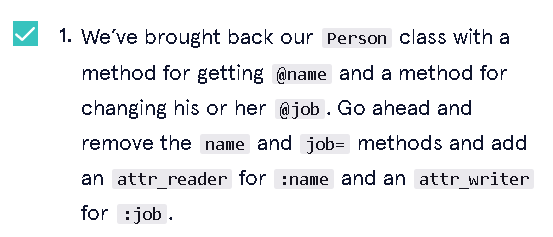 1. We've brought back our Person class with a
method for getting @name and a method for
changing his or her @job. Go ahead and
remove the name and job= methods and add
an attr_reader for :name and an attr_writer
for :job.